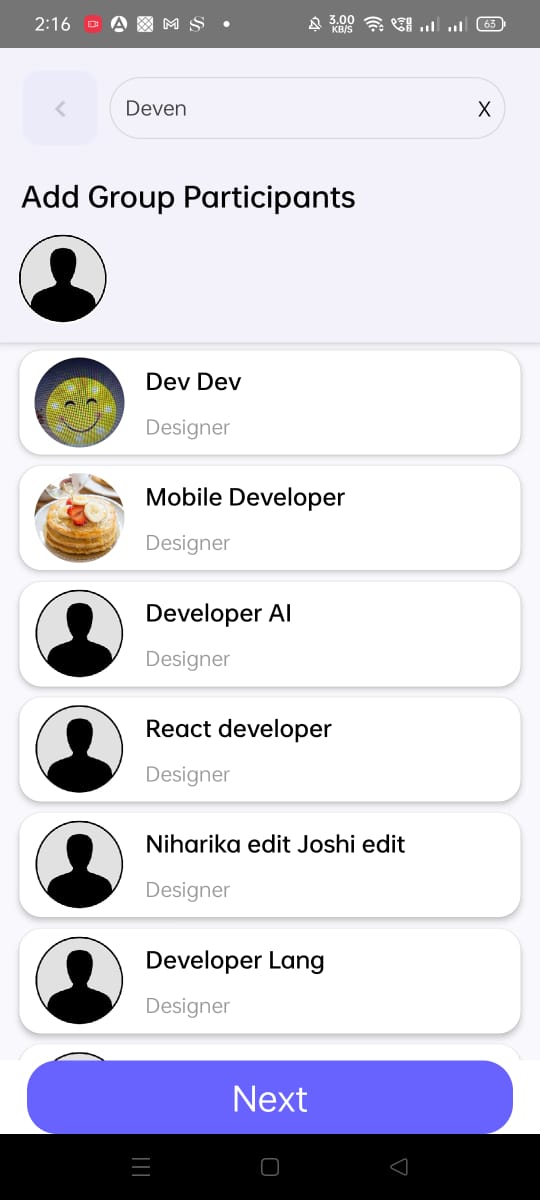 2:16
3.00
KB/S
63
Deven
X
Add Group Participants
Dev Dev
Designer
Mobile Developer
Designer
Developer AI
Designer
React developer
Designer
Niharika edit Joshi edit
Designer
Developer Lang
Designer
Next